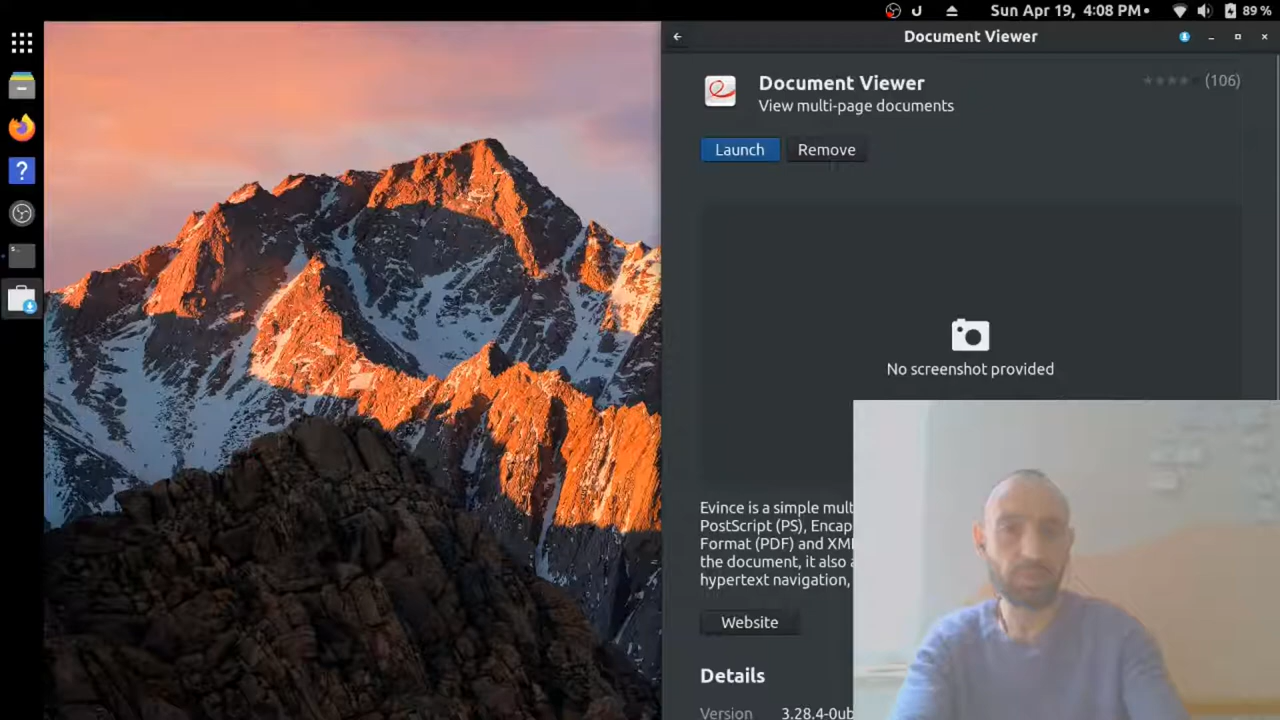 Sun Apr 19, 4:08 PM
89 %
Document Viewer
Document Viewer
(106)
View multi-page documents
Launch
Remove
No screenshot provided
Evince is a simple mult
PostScript (PS), Encap
Format (PDF) and XM
the document, it also
hypertext navigation,
Website
Details
Version 3.28.4-0ub